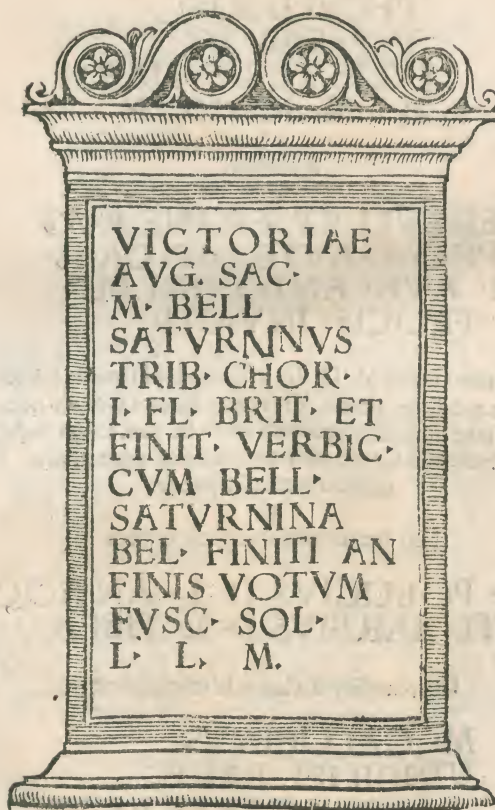 VICTORIAE
AVG. SAC·
M· BELL
SATVRNINVS
TRIB· CHOR·
I· FL· BRIT· ET
FINIT· VERBIC·
CVM BELL·
SATVRNINA
BEL· FINITI AN
FINIS VOTVM
FVSC· SOL·
L· L· M.